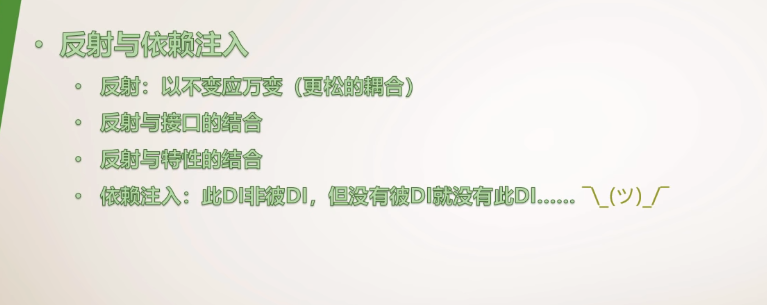 • 反射与依赖注入
• 反射：以不变应万变（更松的耦合）
• 反射与接口的结合
• 反射与特性的结合
• 依赖注入：此DI非彼DI，但没有彼DI就没有此DI…… ¯\_(ツ)_/¯